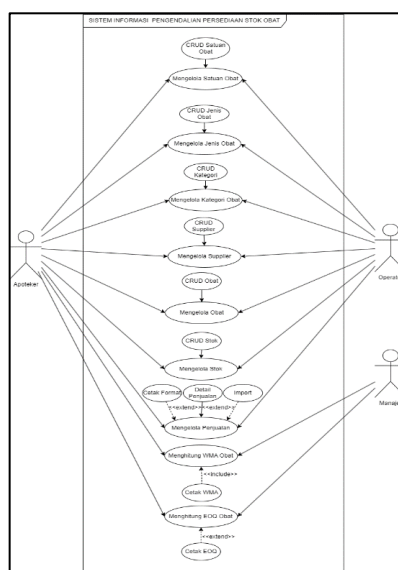 SISTEM INFORMASI PENGENDALIAN PERSEDIAAN STOK OBAT
CRUD Satuan
Obat
Mengelola Satuan Obat
CRUD Jenis
Obat
Mengelola Jenis Obat
CRUD
Kategori
Mengelola Kategori Obat
CRUD
Supplier
Mengelola Supplier
Apoteker
Operato
CRUD Obat
Mengelola Obat
CRUD Stok
Mengelola Stok
Manaje
Cetak Format
Detail
Penjualan
Import
<<extend>>
<<extend>>
Mengelola Penjualan
Menghitung WMA Obat
<<include>>
Cetak WMA
Menghitung EOQ Obat
<<extend>>
Cetak EOQ